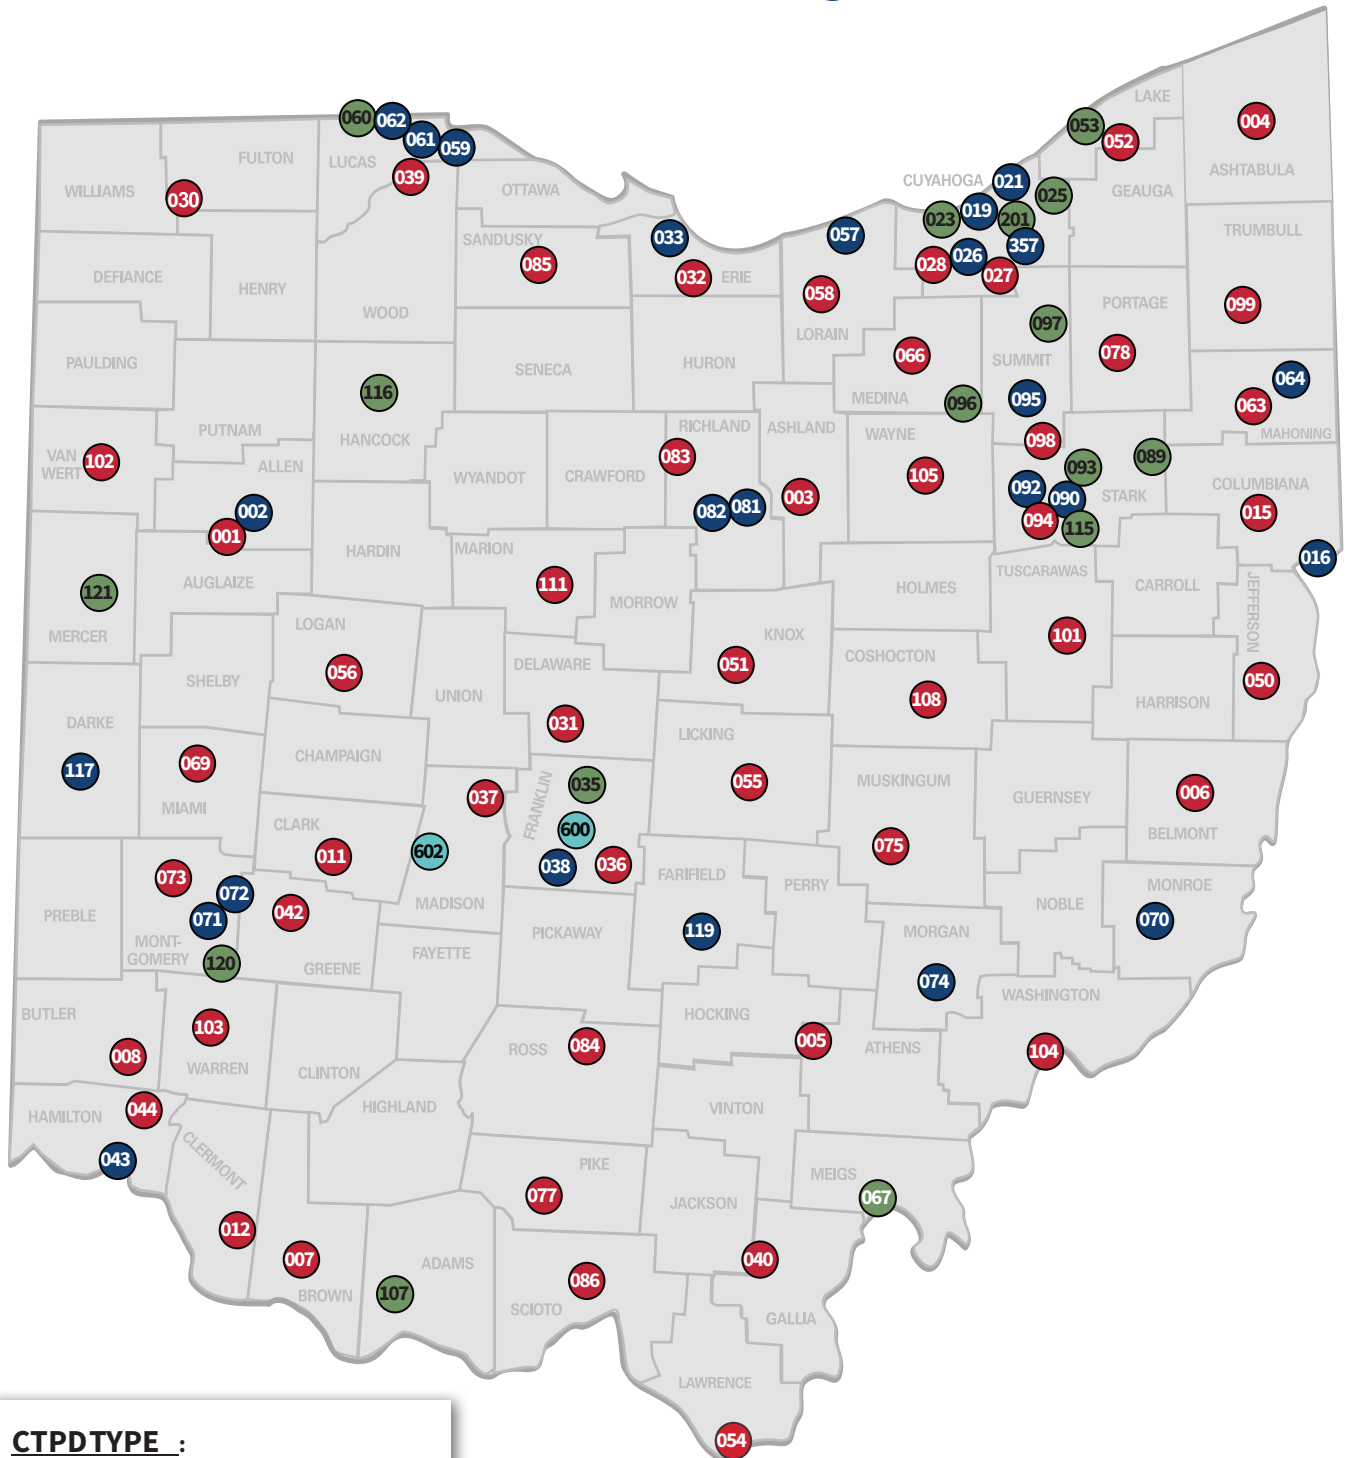 LAKE
004
053
060
062
052
061
059
ASHTABULA
FULTON
LUCAS
039
CUYAHOGA
021
OTTAWA
WILLIAMS
025
GEAUGA
030
019
023
201
TRUMBULL
057
033
SANDUSKY
357
026
028
085
027
032
ERIE
DEFIANCE
HENRY
058
PORTAGE
099
WOOD
097
LORAIN
078
066
SUMMIT
PAULDING
HURON
SENECA
064
116
095
MEDINA
096
063
RICHLAND
ASHLAND
PUTNAM
WAYNE
MAHONING
HANCOCK
098
VAN
WERT
102
083
089
ALLEN
093
WYANDOT
CRAWFORD
105
COLUMBIANA
092
090
STARK
003
002
082
081
015
094
115
001
HARDIN
MARION
016
TUSCARAWAS
AUGLAIZE
111
CARROLL
HOLMES
121
MORROW
JEFFERSON
LOGAN
MERCER
KNOX
101
COSHOCTON
DELAWARE
051
056
SHELBY
050
UNION
108
HARRISON
DARKE
031
LICKING
CHAMPAIGN
069
117
MUSKINGUM
055
035
006
037
GUERNSEY
FRANKLIN
MIAMI
CLARK
600
BELMONT
602
075
011
038
036
FARIFIELD
073
PERRY
MONROE
072
MADISON
NOBLE
042
PREBLE
071
070
119
PICKAWAY
MORGAN
MONT-
GOMERY
FAYETTE
120
GREENE
074
WASHINGTON
BUTLER
HOCKING
103
005
084
ROSS
ATHENS
104
008
WARREN
CLINTON
HIGHLAND
VINTON
044
HAMILTON
CLERMONT
043
PIKE
MEIGS
077
067
JACKSON
012
007
040
ADAMS
086
107
BROWN
SCIOTO
GALLIA
LAWRENCE
054
CTPDTYPE :